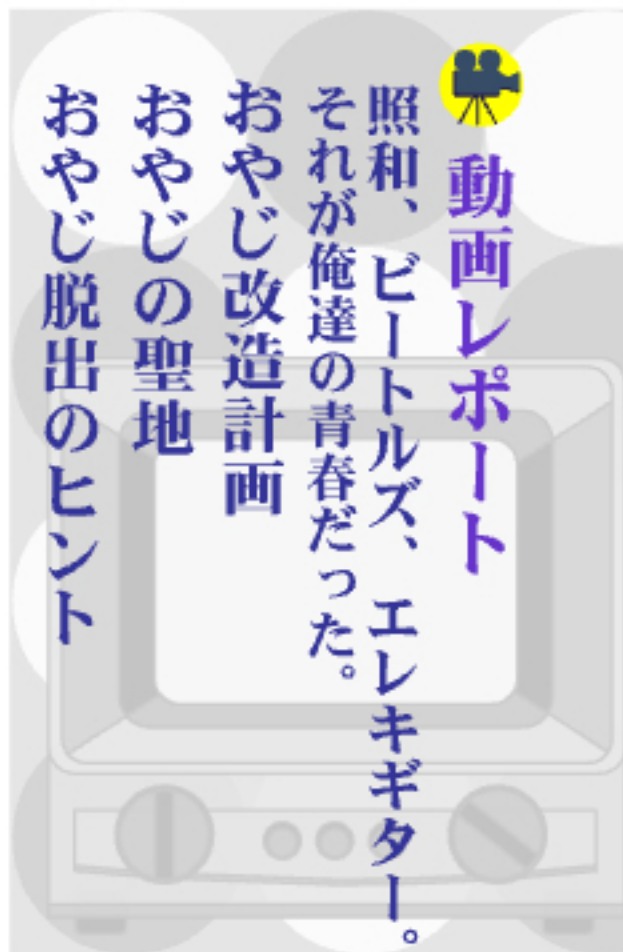 動画レポート
照和、ビートルズ、エレキギター。
それが俺達の青春だった。
おやじ改造計画
おやじの聖地
おやじ脱出のヒント